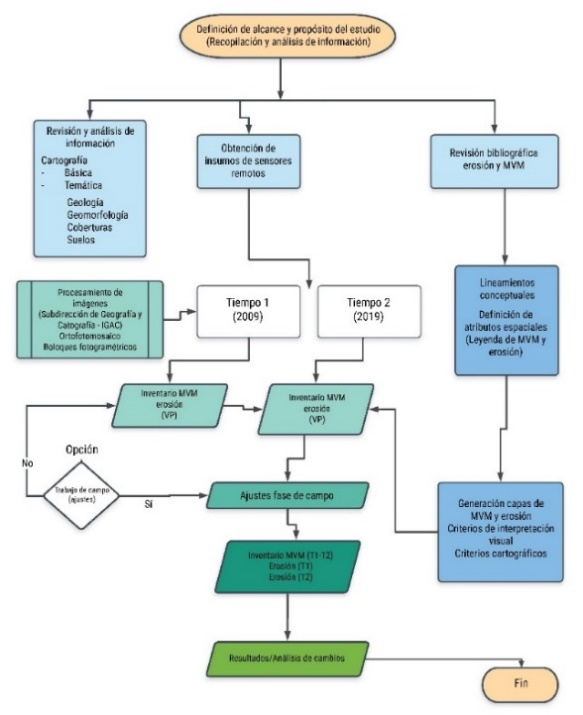 Definición de alcance y propósito del estudio
(Recopilación y análisis de información)
Revisión y análisis de
información
Cartografía
- Básica
- Temática
Geología
Geomorfología
Coberturas
Suelos
Obtención de
insumos de sensores
remotos
Revisión bibliográfica
erosión y MVM
Procesamiento de
imágenes
(Subdirección de Geografía y
Catografía - IGAC)
Ortofotomosaico
Bloloques fotogramétricos
Tiempo 1
(2009)
Tiempo 2
(2019)
Lineamientos
conceptuales
Definición de
atributos espaciales
(Leyenda de MVM y
erosión)
Inventario MVM
erosión
(VP)
Inventario MVM
erosión
(VP)
Opción
No
Trabajo de campo
(ajustes)
Sí
Ajustes fase de campo
Generación capas de
MVM y erosión
Criterios de interpretación
visual
Criterios cartográficos
Inventario MVM (T1-T2)
Erosión (T1)
Erosión (T2)
Resultados/Análisis de cambios
Fin